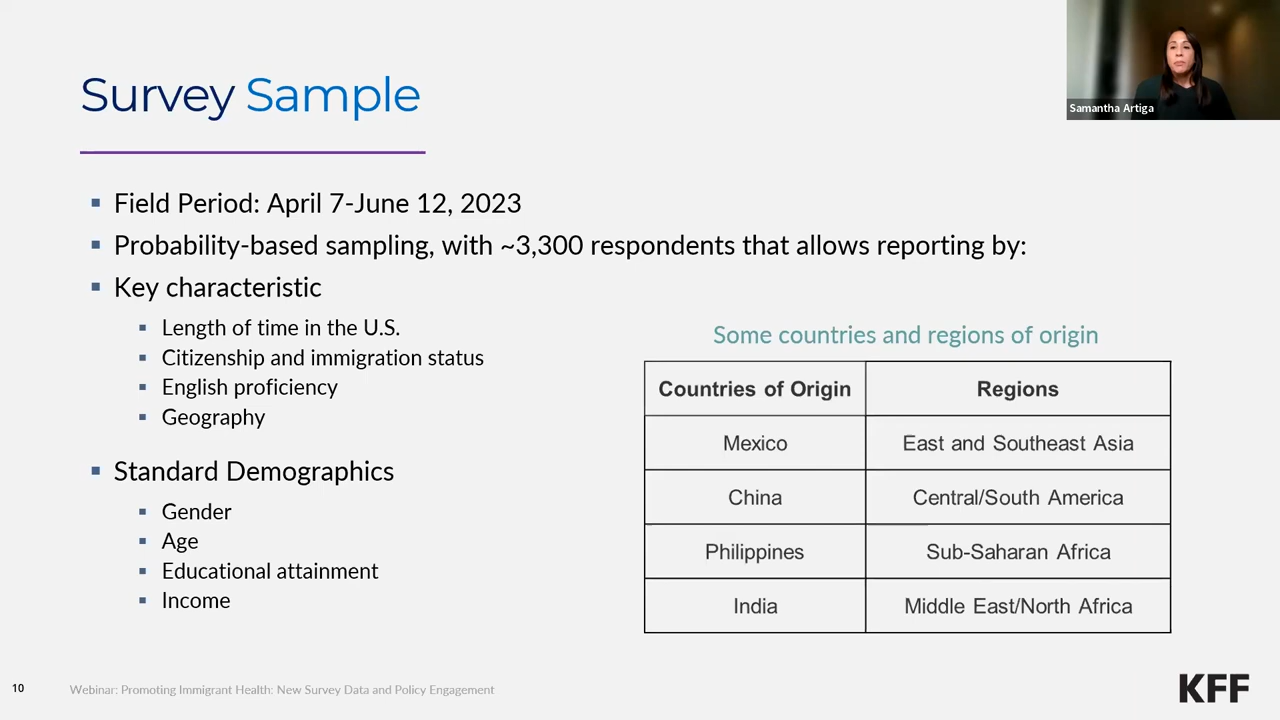 Samantha Artiga
Survey Sample
Field Period: April 7-June 12, 2023
Probability-based sampling, with ~3,300 respondents that allows reporting by:
Key characteristic
Length of time in the U.S.
Citizenship and immigration status
English proficiency
Geography
Standard Demographics
Gender
Age
Educational attainment
Income
Some countries and regions of origin
Countries of Origin Regions
Mexico East and Southeast Asia
China Central/South America
Philippines Sub-Saharan Africa
India Middle East/North Africa
10 Webinar: Promoting Immigrant Health: New Survey Data and Policy Engagement
KFF